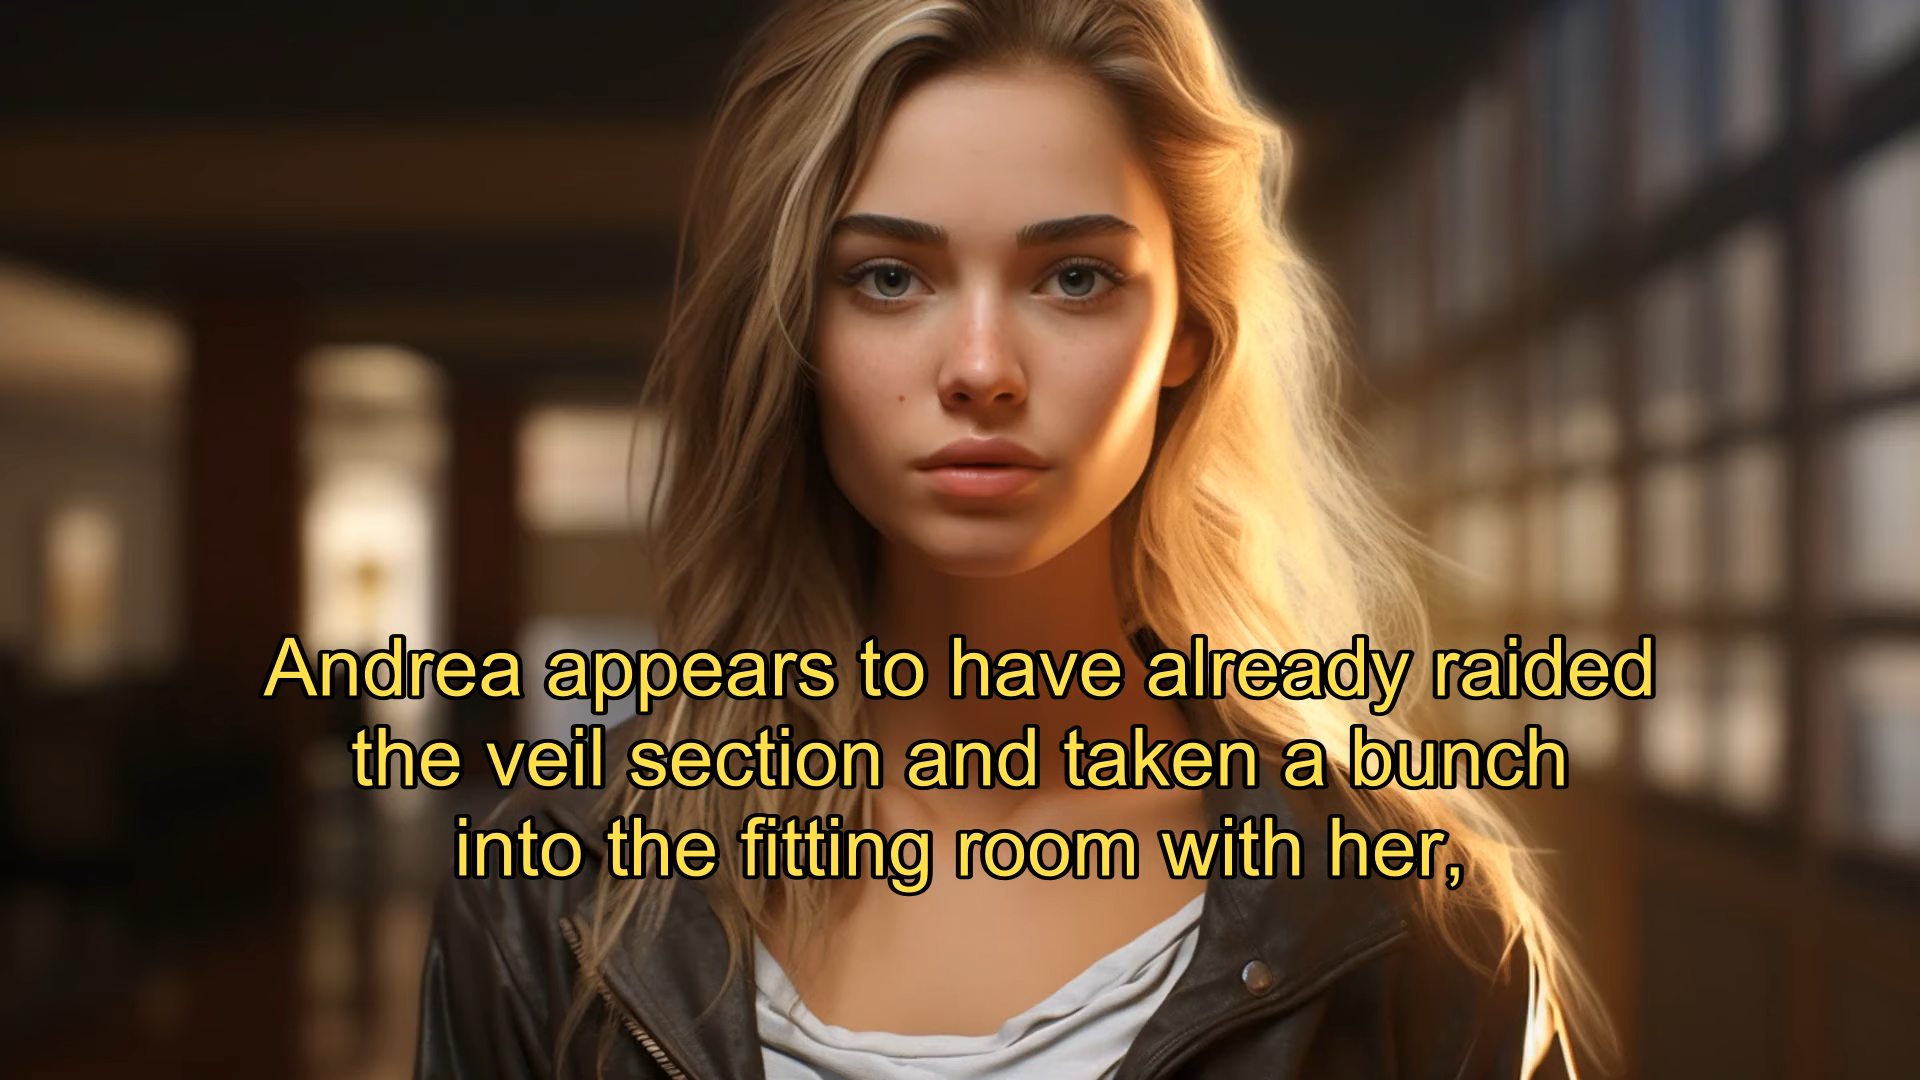 Andrea appears to have already raided
the veil section and taken a bunch
into the fitting room with her,